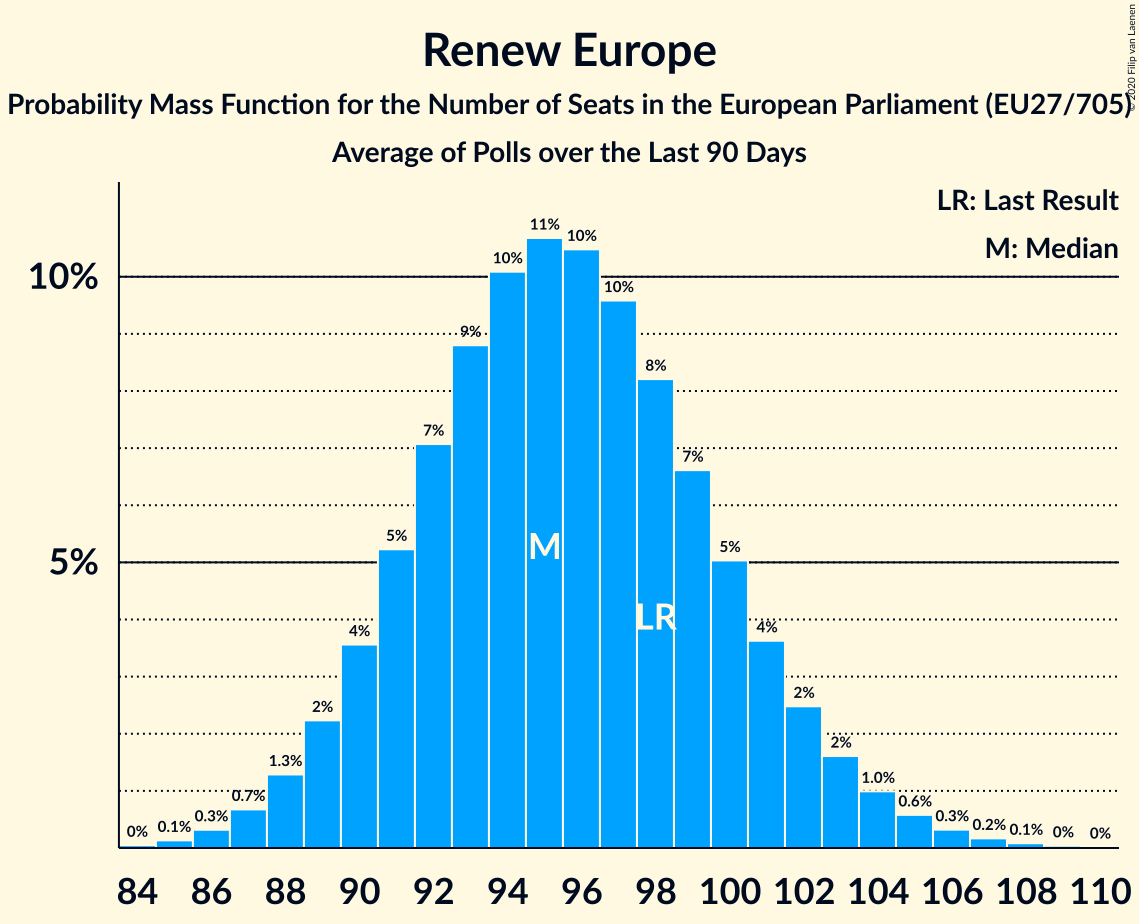 Renew Europe
Probability Mass Function for the Number of Seats in the European Parliament (EU27/705)
Average of Polls over the Last 90 Days
© 2020 Filip van Laenen
LR: Last Result
M: Median
10%
5%
0% 0.1% 0.3% 0.7% 1.3% 2% 4% 5% 7% 9% 10% 11% 10% 10% 8% 7% 5% 4% 2% 2% 1.0% 0.6% 0.3% 0.2% 0.1% 0% 0%
M
LR
84 86 88 90 92 94 96 98 100 102 104 106 108 110